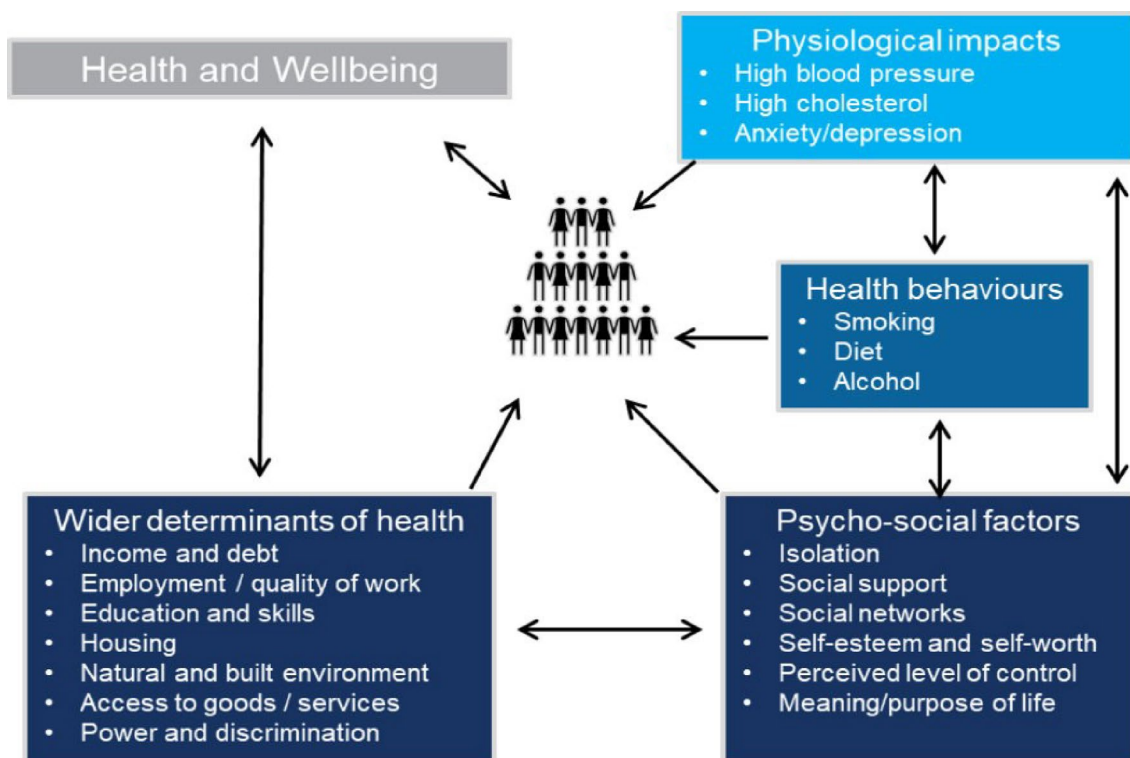 Health and Wellbeing
Physiological impacts
• High blood pressure
• High cholesterol
• Anxiety/depression
Health behaviours
• Smoking
• Diet
• Alcohol
Wider determinants of health
• Income and debt
• Employment / quality of work
• Education and skills
• Housing
• Natural and built environment
• Access to goods / services
• Power and discrimination
Psycho-social factors
• Isolation
• Social support
• Social networks
• Self-esteem and self-worth
• Perceived level of control
• Meaning/purpose of life